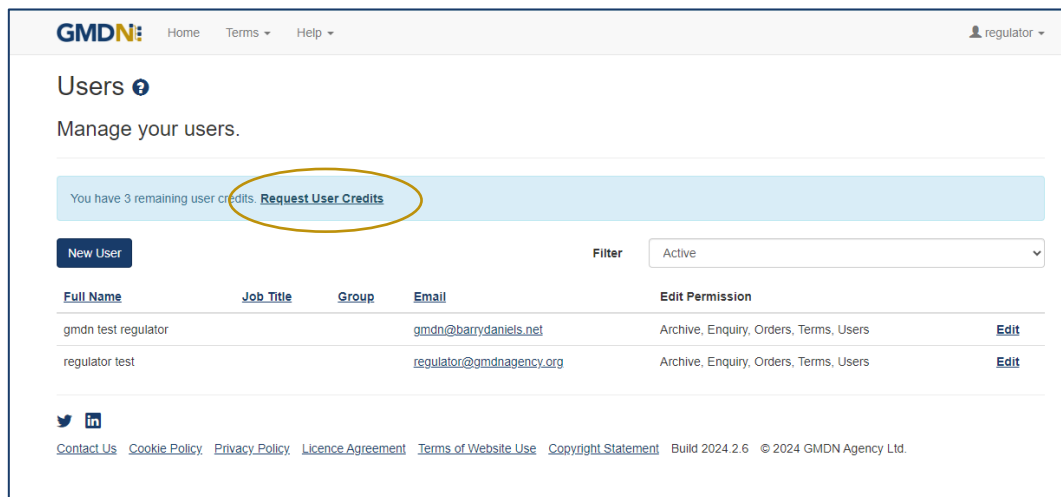 GMDN Home Terms Help regulator
Users ?
Manage your users.
You have 3 remaining user credits. Request User Credits
New User Filter Active
Full Name Job Title Group Email Edit Permission
gmdn test regulator gmdn@barrydaniels.net Archive, Enquiry, Orders, Terms, Users Edit
regulator test regulator@gmdnagency.org Archive, Enquiry, Orders, Terms, Users Edit
in
Contact Us Cookie Policy Privacy Policy Licence Agreement Terms of Website Use Copyright Statement Build 2024.2.6 © 2024 GMDN Agency Ltd.